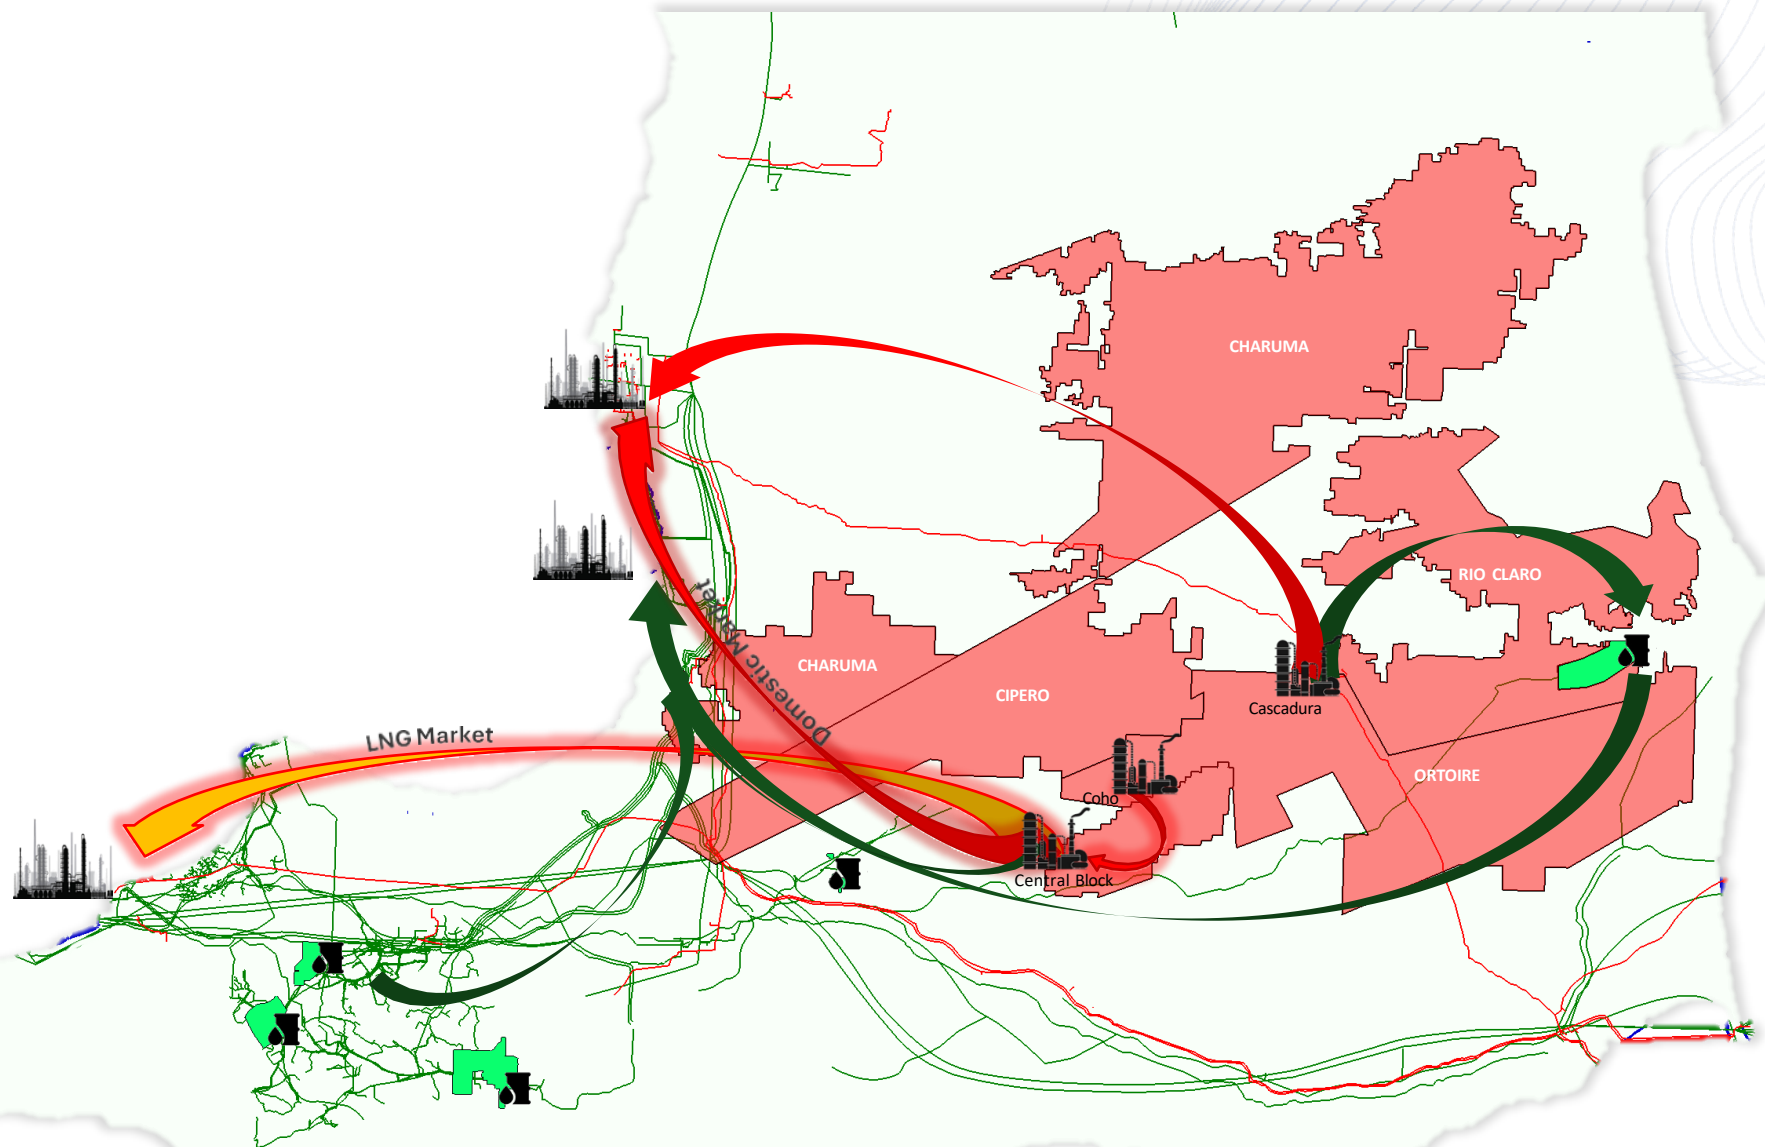 CHARUMA
RIO CLARO
CHARUMA
CIPERO
Cascadura
Domestic Market
LNG Market
ORTOIRE
Coho
Central Block